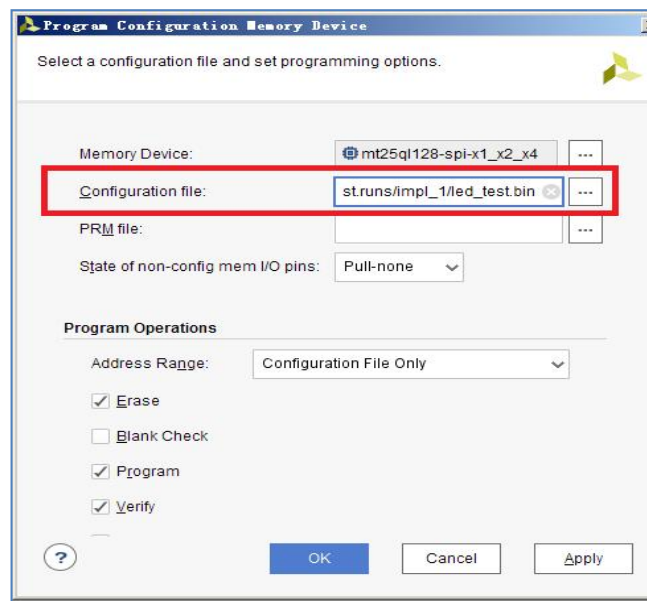 Program Configuration Memory Device
Select a configuration file and set programming options.
Memory Device: mt25ql128-spi-x1_x2_x4 ...
Configuration file: st.runs/impl_1/led_test.bin ...
PRM file: ...
State of non-config mem I/O pins: Pull-none
Program Operations
Address Range: Configuration File Only
Erase
Blank Check
Program
Verify
? OK Cancel Apply